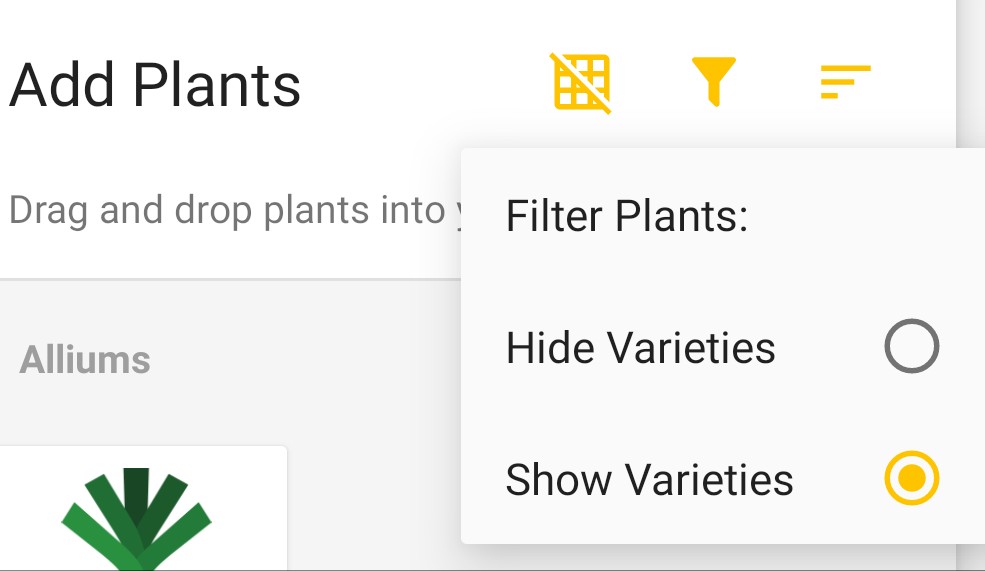 Add Plants
Drag and drop plants into
Filter Plants:
Hide Varieties
Show Varieties
Alliums